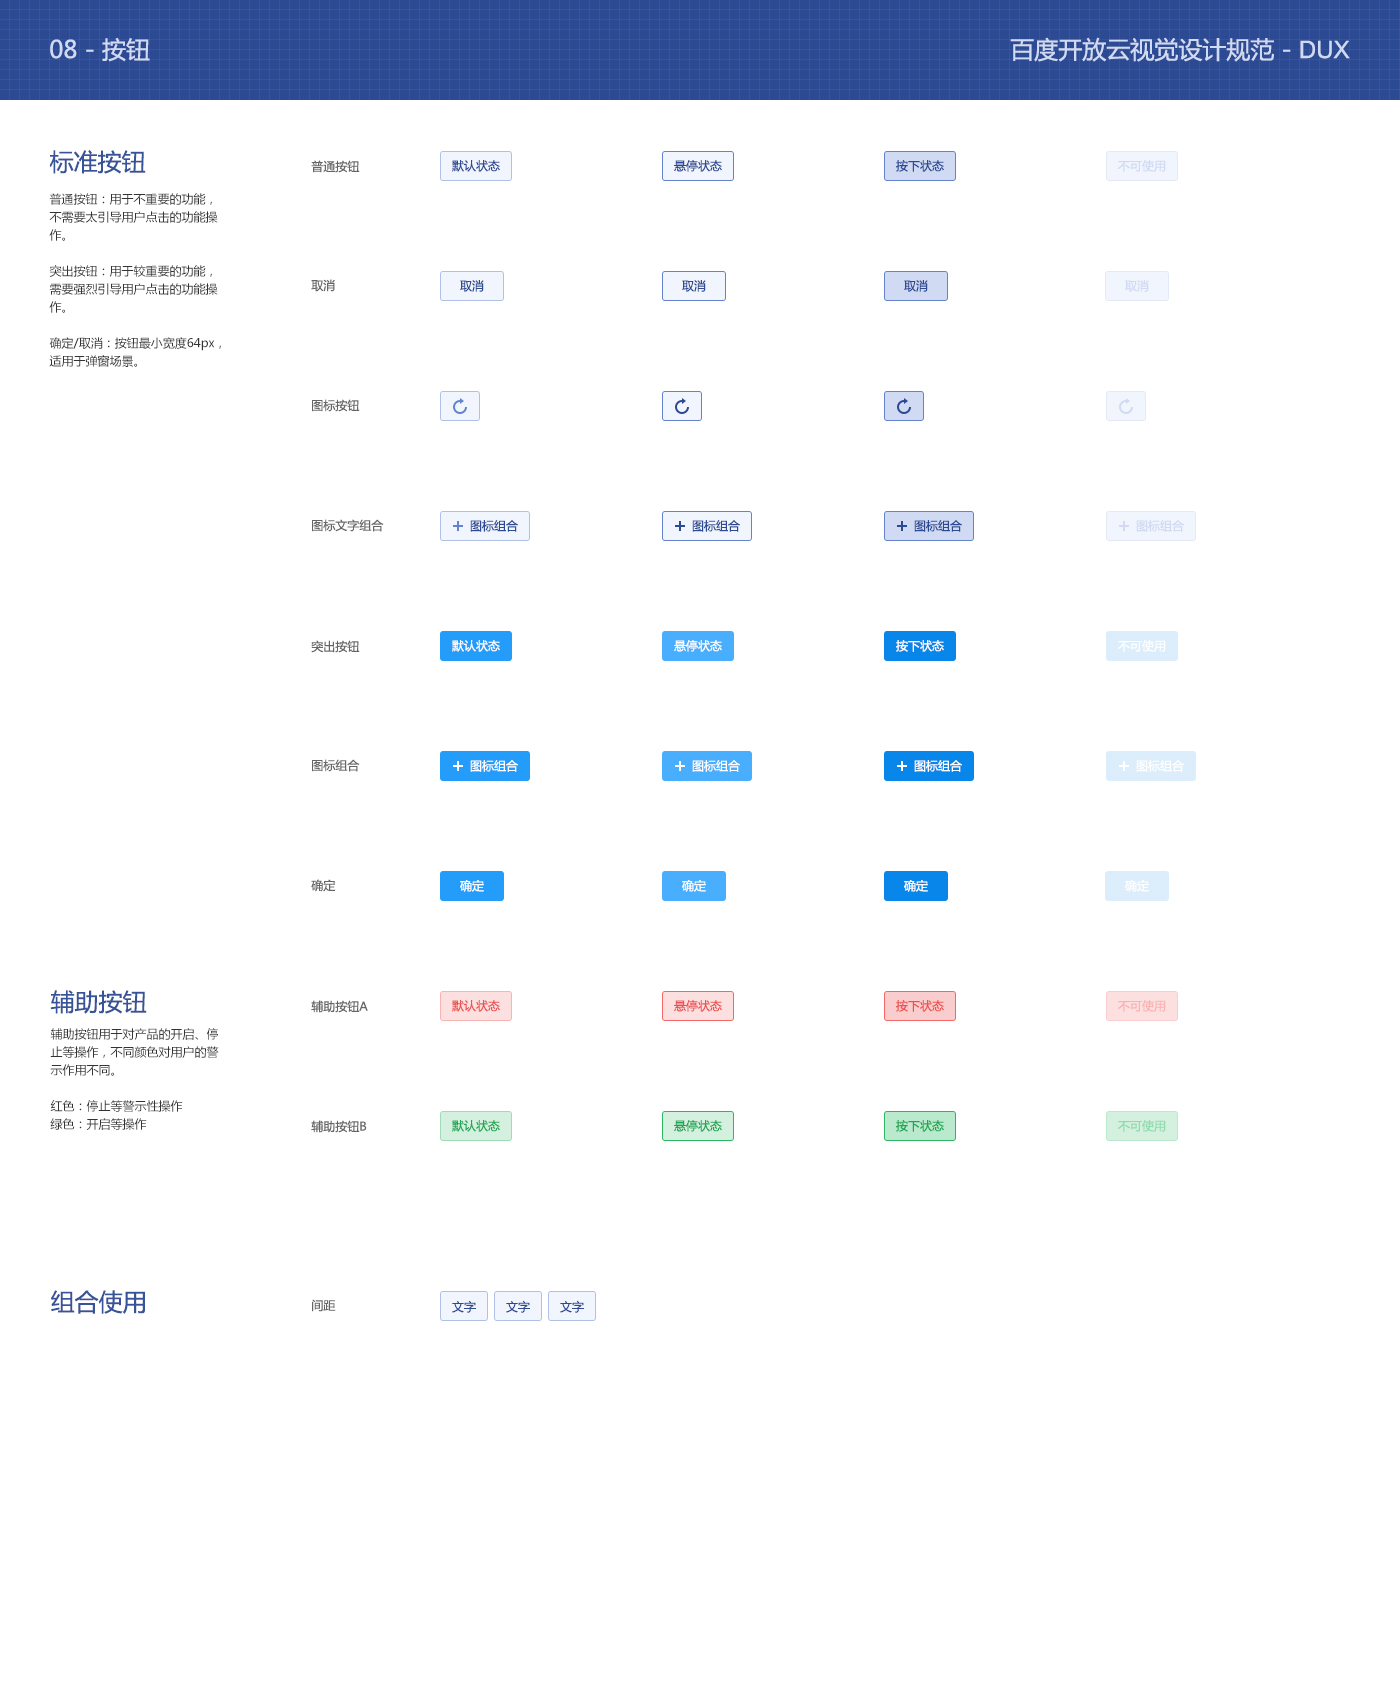 08 - 按钮
百度开放云视觉设计规范 - DUX
标准按钮
普通按钮：用于不重要的功能，
不需要太引导用户点击的功能操
作。
突出按钮：用于较重要的功能，
需要强烈引导用户点击的功能操
作。
确定/取消：按钮最小宽度64px，
适用于弹窗场景。
普通按钮 默认状态 悬停状态 按下状态 不可使用
取消 取消 取消 取消 取消
图标按钮
图标文字组合 图标组合 图标组合 图标组合 图标组合
突出按钮 默认状态 悬停状态 按下状态 不可使用
图标组合 图标组合 图标组合 图标组合 图标组合
确定 确定 确定 确定 确定
辅助按钮
辅助按钮用于对产品的开启、停
止等操作，不同颜色对用户的警
示作用不同。
红色：停止等警示性操作
绿色：开启等操作
辅助按钮A 默认状态 悬停状态 按下状态 不可使用
辅助按钮B 默认状态 悬停状态 按下状态 不可使用
组合使用
间距 文字 文字 文字